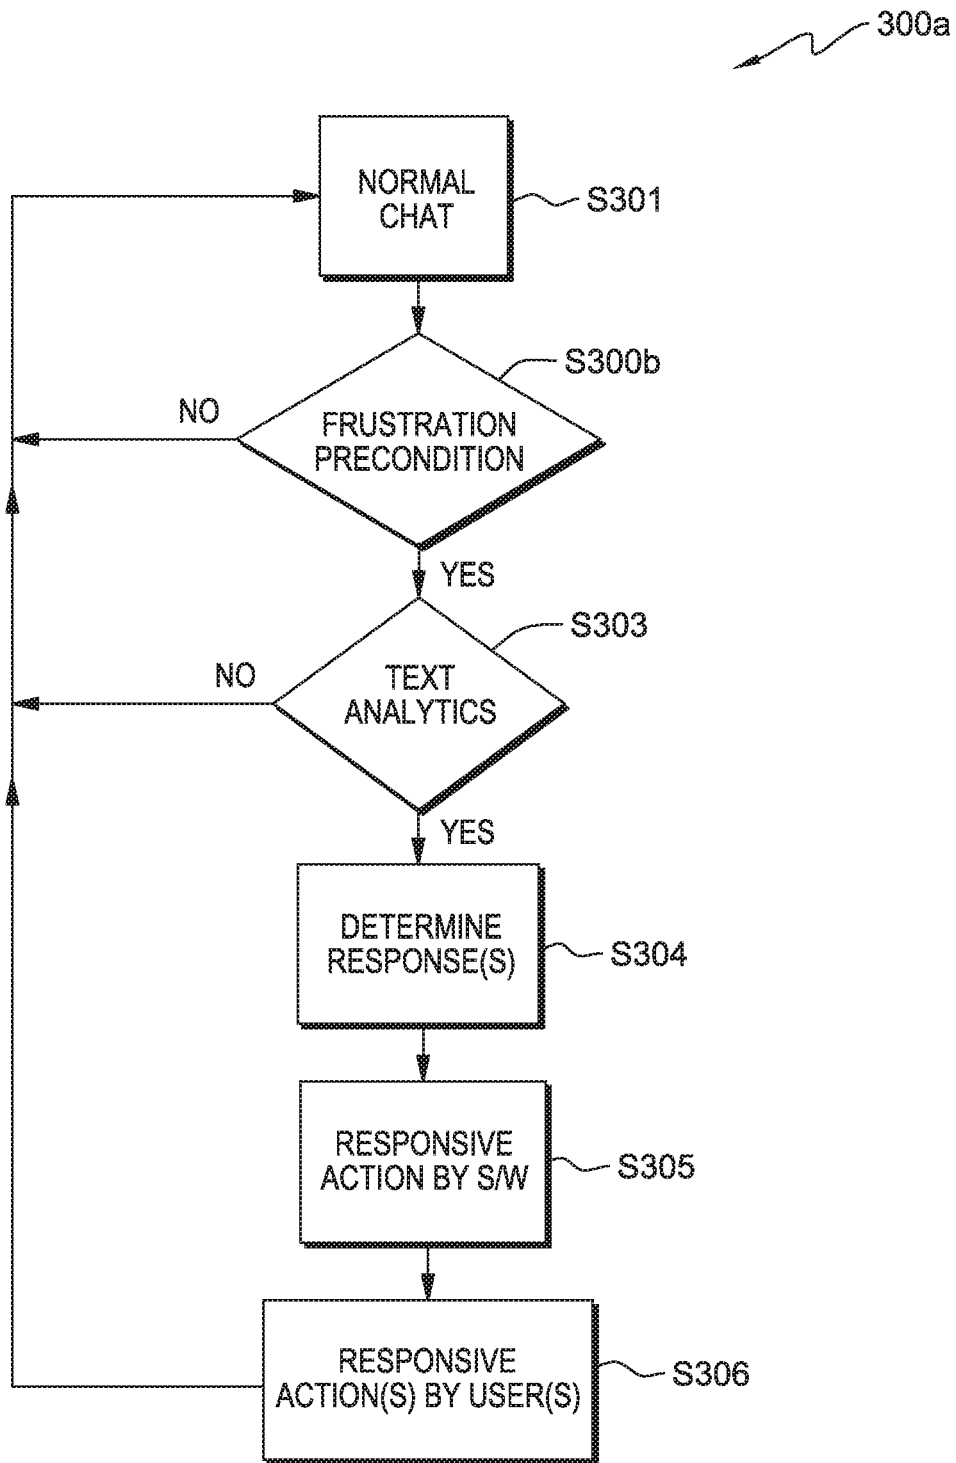 300a
NORMAL
CHAT
S301
S300b
NO
FRUSTRATION
PRECONDITION
YES
S303
NO
TEXT
ANALYTICS
YES
DETERMINE
RESPONSE(S)
S304
RESPONSIVE
ACTION BY S/W
S305
RESPONSIVE
ACTION(S) BY USER(S)
S306